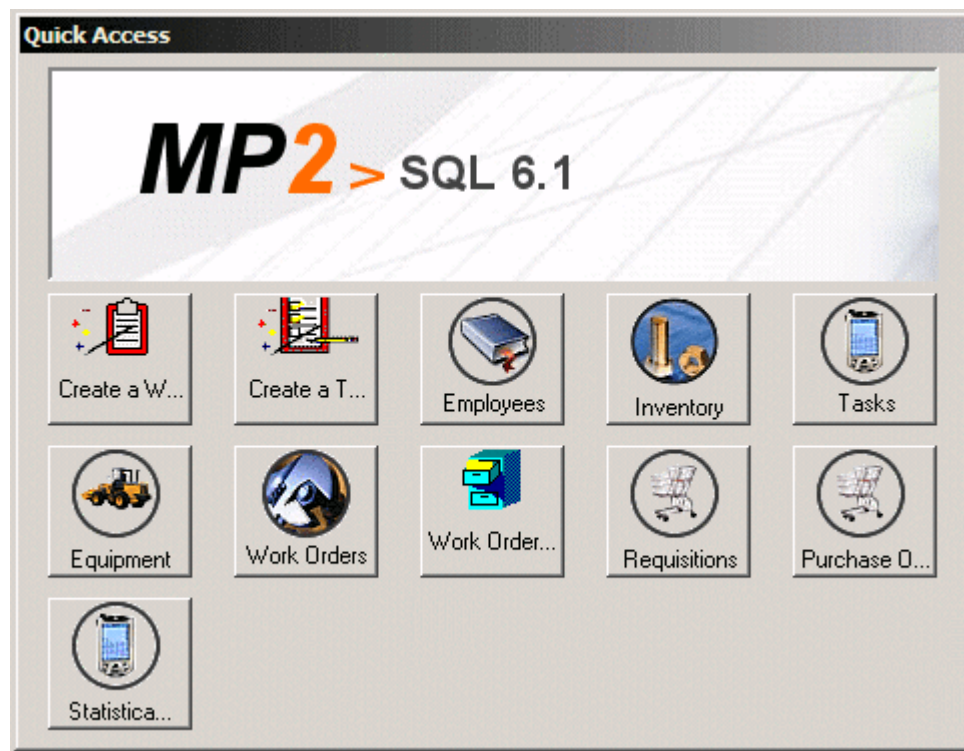 Quick Access
MP2> SQL 6.1
Create a W...
Create a T...
Employees
Inventory
Tasks
Equipment
Work Orders
Work Order...
Requisitions
Purchase O...
Statistica...